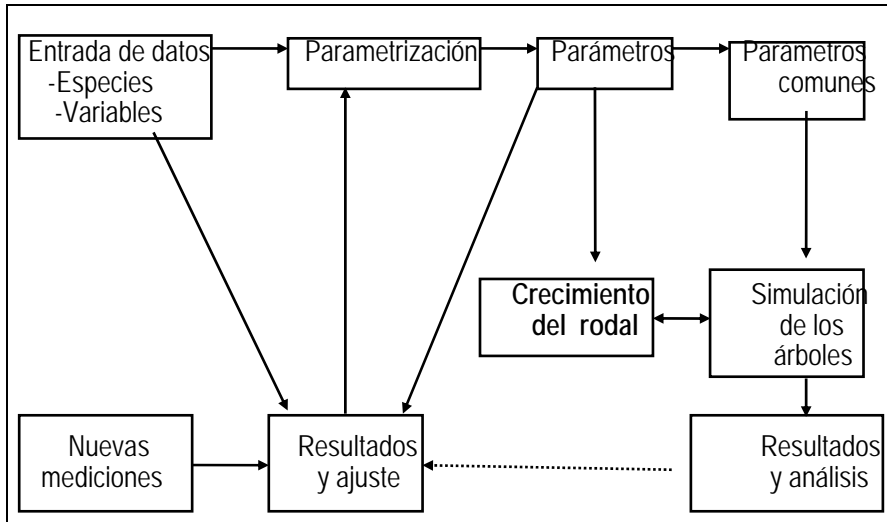 Entrada de datos
-Especies
-Variables
Parametrización
Parámetros
Parámetros
comunes
Crecimiento
del rodal
Simulación
de los
árboles
Nuevas
mediciones
Resultados
y ajuste
Resultados
y análisis